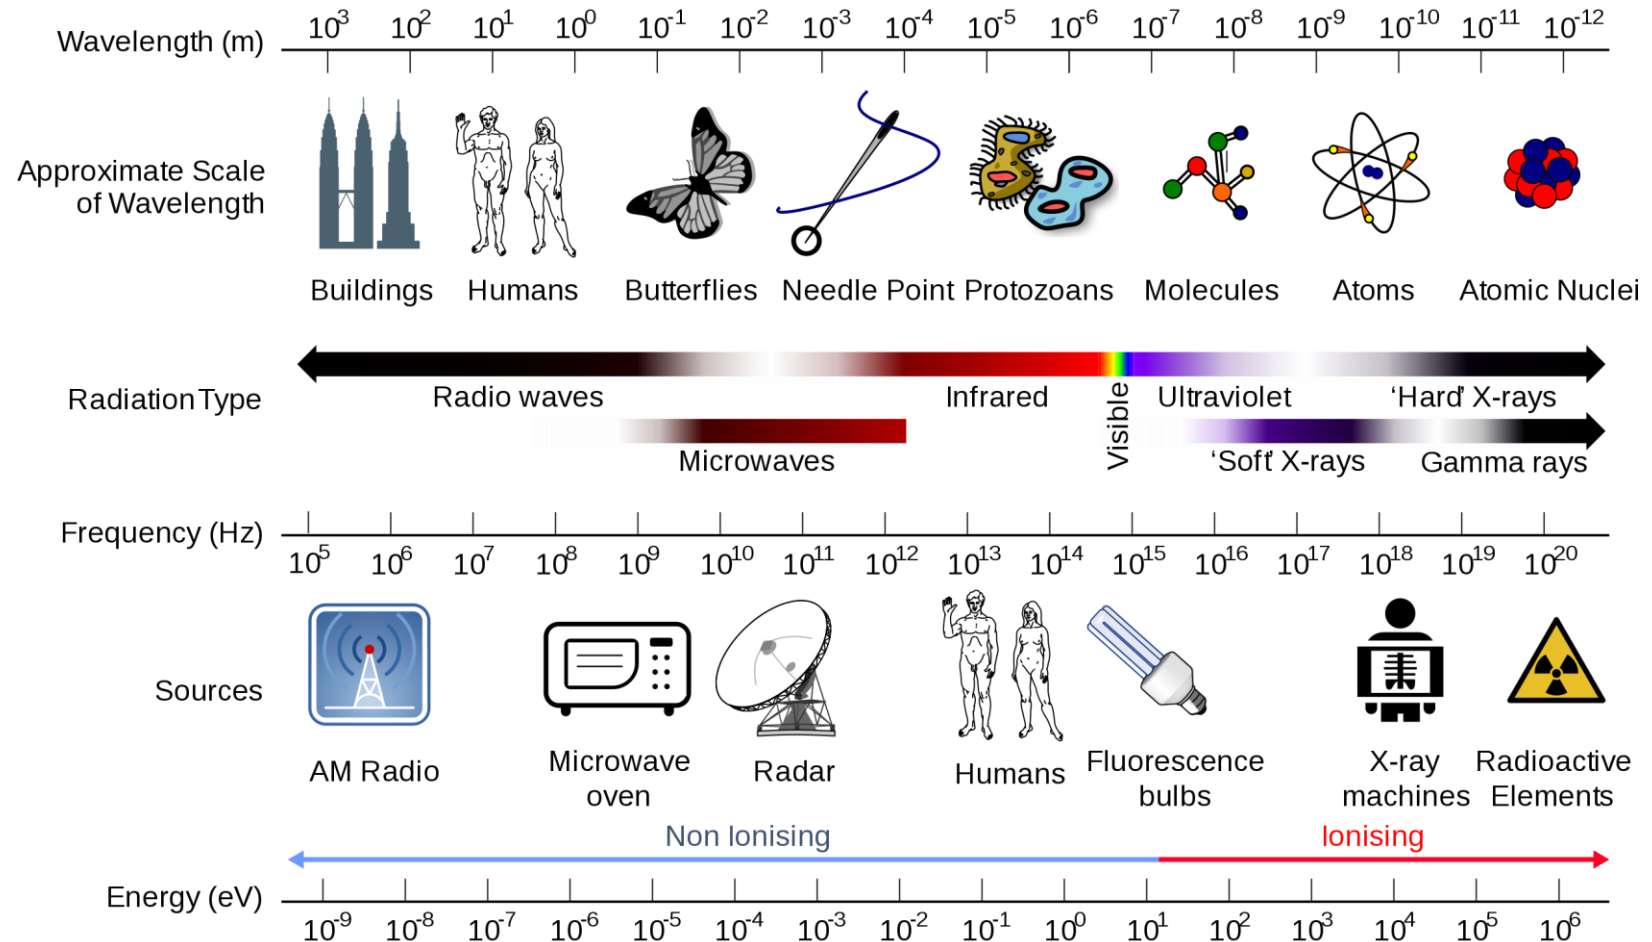 Wavelength (m)
10³ 10² 10¹ 10⁰ 10⁻¹ 10⁻² 10⁻³ 10⁻⁴ 10⁻⁵ 10⁻⁶ 10⁻⁷ 10⁻⁸ 10⁻⁹ 10⁻¹⁰ 10⁻¹¹ 10⁻¹²
Approximate Scale
of Wavelength
Buildings Humans Butterflies Needle Point Protozoans Molecules Atoms Atomic Nuclei
Radiation Type
Radio waves Infrared Visible Ultraviolet ‘Hard’ X-rays
Microwaves ‘Soft’ X-rays Gamma rays
Frequency (Hz)
10⁵ 10⁶ 10⁷ 10⁸ 10⁹ 10¹⁰ 10¹¹ 10¹² 10¹³ 10¹⁴ 10¹⁵ 10¹⁶ 10¹⁷ 10¹⁸ 10¹⁹ 10²⁰
Sources
AM Radio
Microwave
oven
Radar
Humans
Fluorescence
bulbs
X-ray
machines
Radioactive
Elements
Non Ionising Ionising
Energy (eV)
10⁻⁹ 10⁻⁸ 10⁻⁷ 10⁻⁶ 10⁻⁵ 10⁻⁴ 10⁻³ 10⁻² 10⁻¹ 10⁰ 10¹ 10² 10³ 10⁴ 10⁵ 10⁶